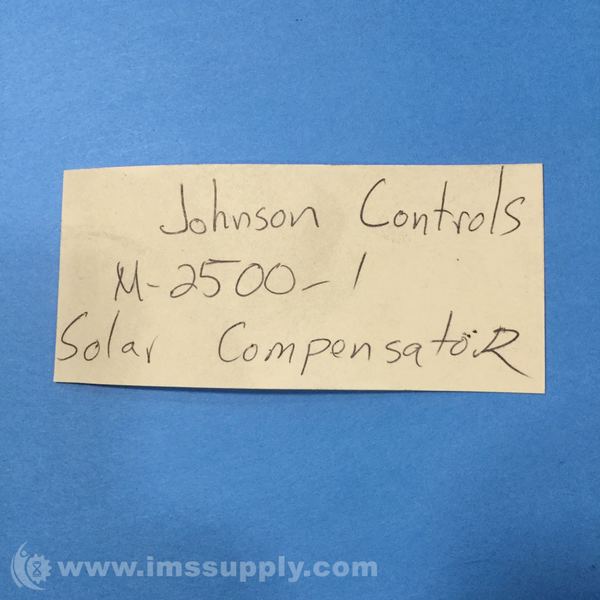 Johnson Controls
M-2500-1
Solar Compensator
www.imssupply.com